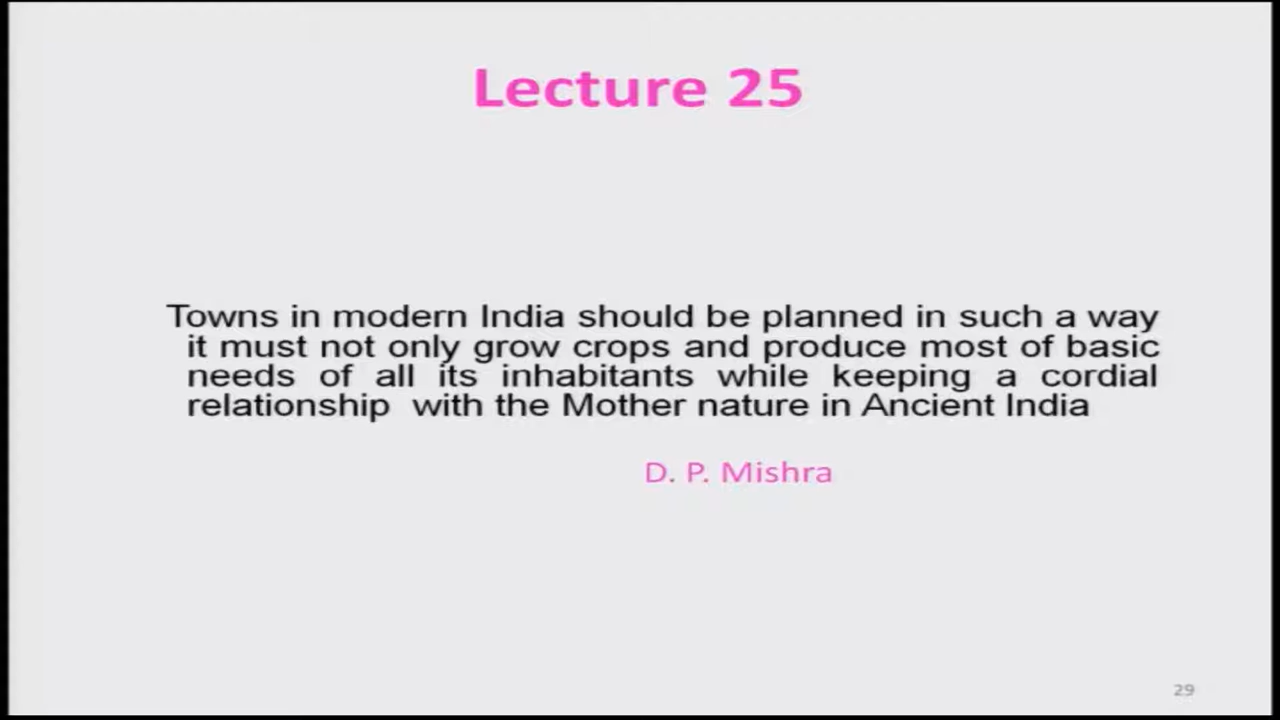 Lecture 25
Towns in modern India should be planned in such a way
it must not only grow crops and produce most of basic
needs of all its inhabitants while keeping a cordial
relationship with the Mother nature in Ancient India
D. P. Mishra
29